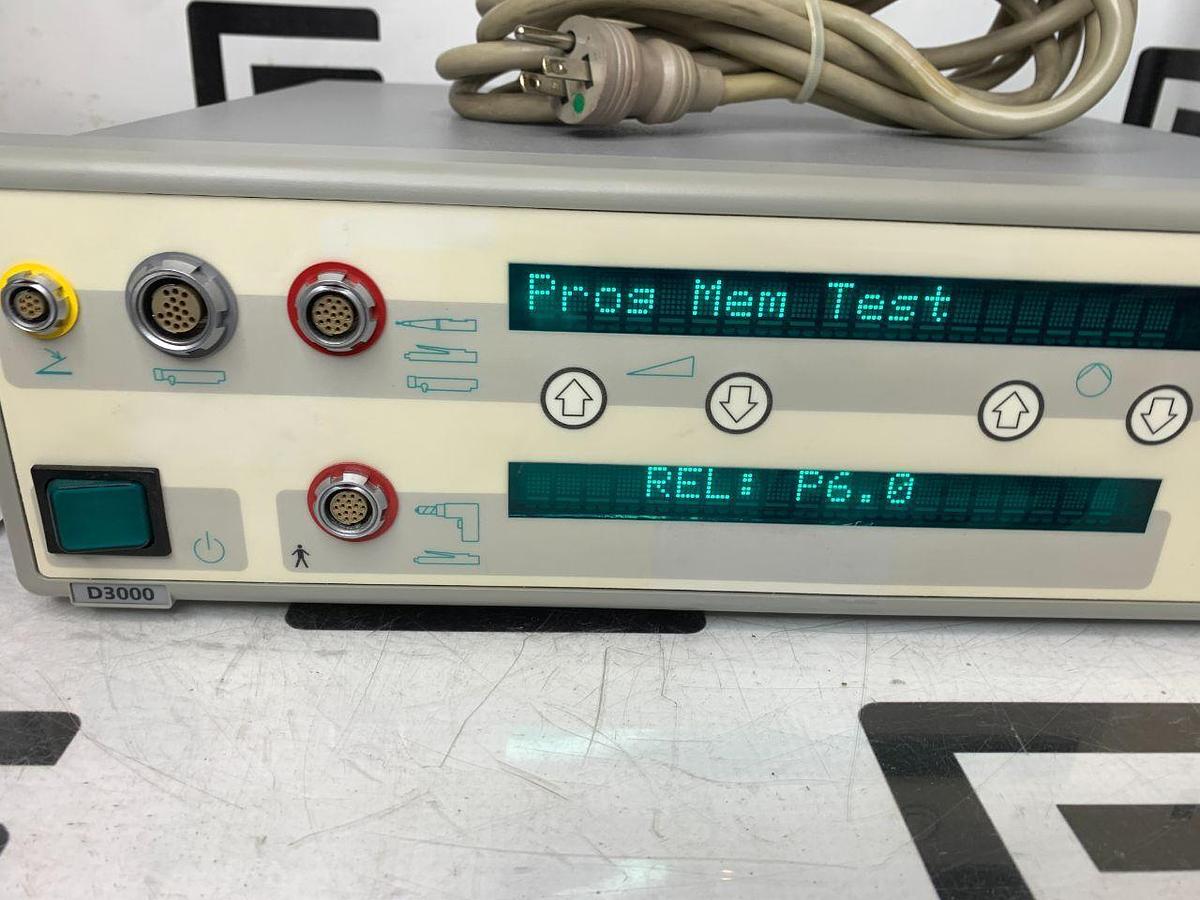 Prog Mem Test
REL: P6.0
D3000